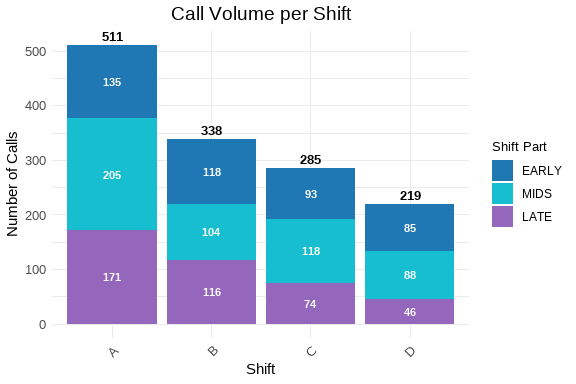 Call Volume per Shift
Number of Calls
500
400
300
200
100
0
511
135
205
171
338
118
104
116
285
93
118
74
219
85
88
46
A
B
C
D
Shift
Shift Part
EARLY
MIDS
LATE